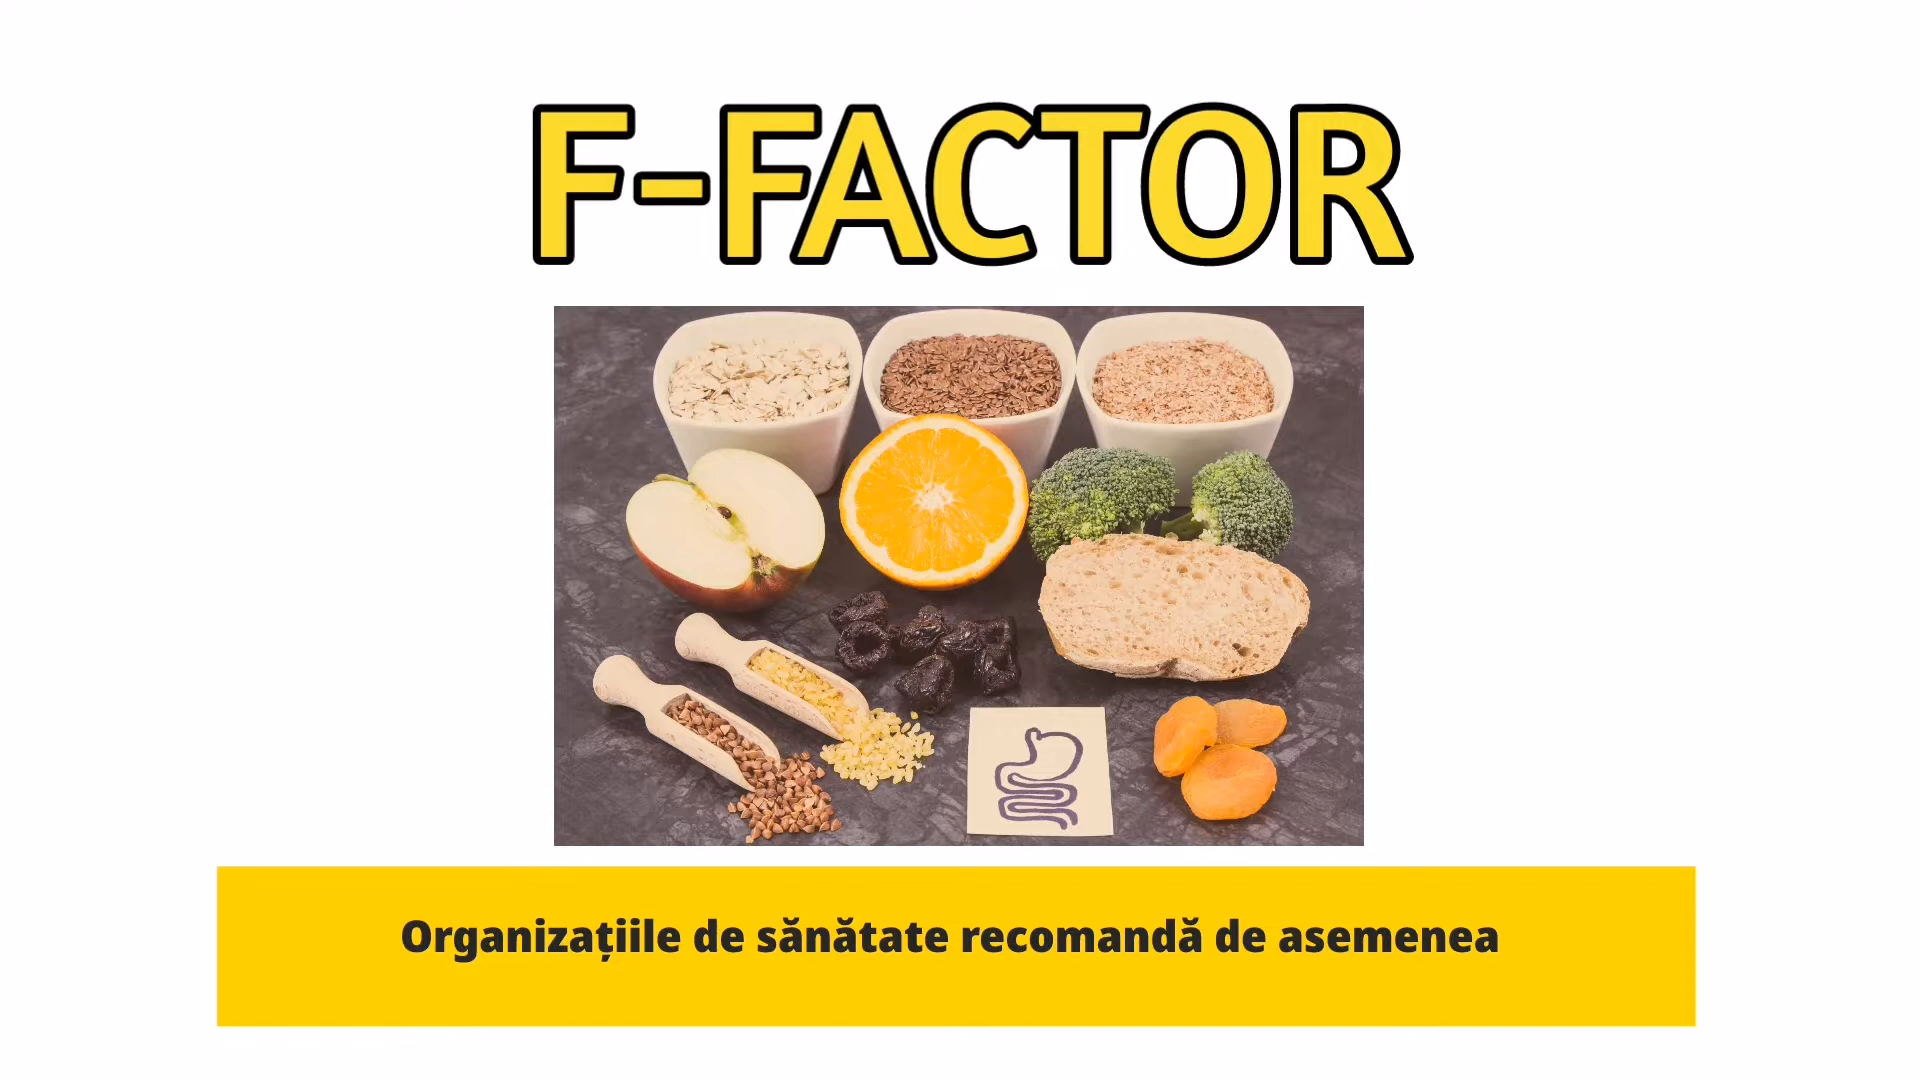 F-FACTOR
Organizațiile de sănătate recomandă de asemenea